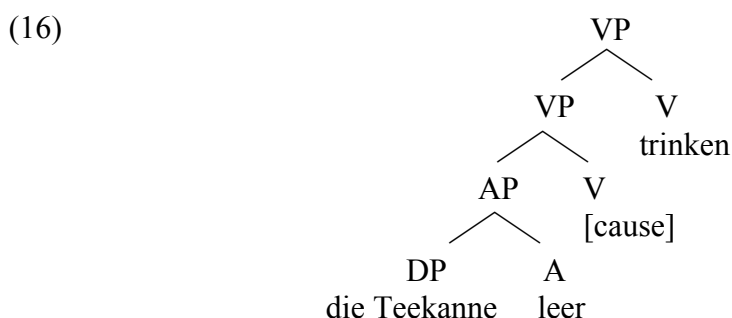 (16) VP
VP V
trinken
AP V
[cause]
DP A
die Teekanne leer